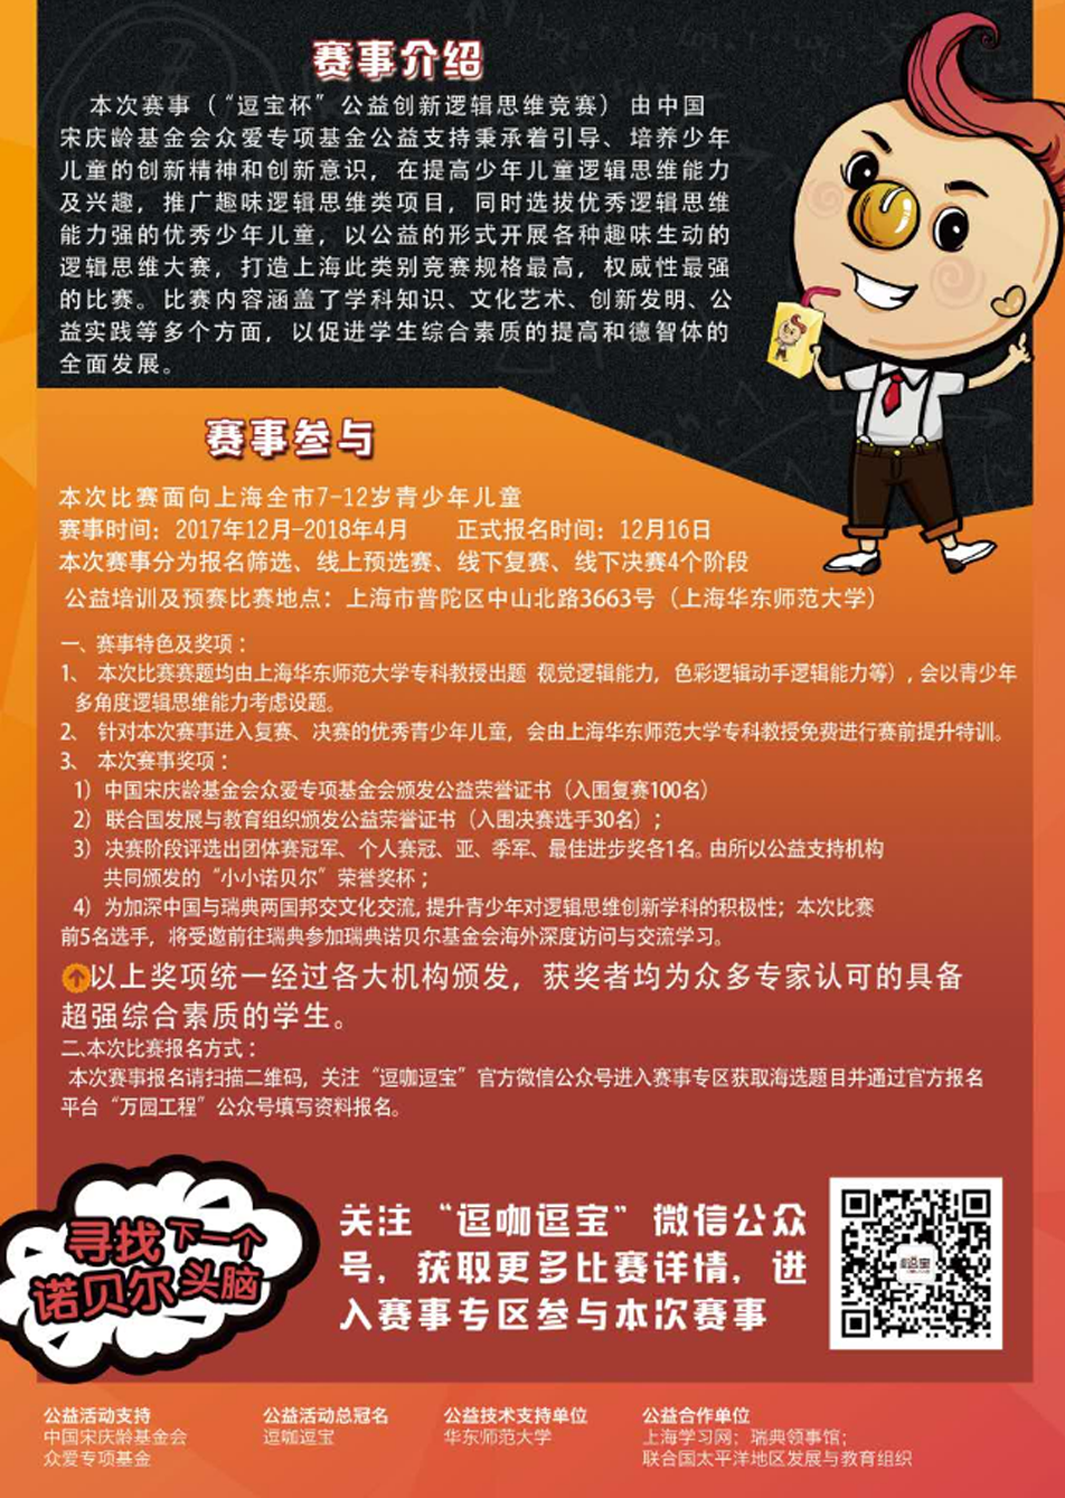 赛事介绍
本次赛事（“逗宝杯”公益创新逻辑思维竞赛）由中国
宋庆龄基金会众爱专项基金公益支持秉承着引导、培养少年
儿童的创新精神和创新意识，在提高少年儿童逻辑思维能力
及兴趣，推广趣味逻辑思维类项目，同时选拔优秀逻辑思维
能力强的优秀少年儿童，以公益的形式开展各种趣味生动的
逻辑思维大赛，打造上海此类别竞赛规格最高，权威性最强
的比赛。比赛内容涵盖了学科知识、文化艺术、创新发明、公
益实践等多个方面，以促进学生综合素质的提高和德智体的
全面发展。
赛事参与
本次比赛面向上海全市7-12岁青少年儿童
赛事时间：2017年12月-2018年4月 正式报名时间：12月16日
本次赛事分为报名筛选、线上预选赛、线下复赛、线下决赛4个阶段
公益培训及预赛比赛地点：上海市普陀区中山北路3663号（上海华东师范大学）
一、赛事特色及奖项：
1、 本次比赛赛题均由上海华东师范大学专科教授出题 视觉逻辑能力，色彩逻辑动手逻辑能力等），会以青少年
多角度逻辑思维能力考虑设题。
2、 针对本次赛事进入复赛、决赛的优秀青少年儿童，会由上海华东师范大学专科教授免费进行赛前提升特训。
3、 本次赛事奖项：
1）中国宋庆龄基金会众爱专项基金会颁发公益荣誉证书（入围复赛100名）
2）联合国发展与教育组织颁发公益荣誉证书（入围决赛选手30名）；
3）决赛阶段评选出团体赛冠军、个人赛冠、亚、季军、最佳进步奖各1名。由所以公益支持机构
共同颁发的“小小诺贝尔”荣誉奖杯；
4）为加深中国与瑞典两国邦交文化交流，提升青少年对逻辑思维创新学科的积极性；本次比赛
前5名选手，将受邀前往瑞典参加瑞典诺贝尔基金会海外深度访问与交流学习。
以上奖项统一经过各大机构颁发，获奖者均为众多专家认可的具备
超强综合素质的学生。
二、本次比赛报名方式：
本次赛事报名请扫描二维码，关注“逗咖逗宝”官方微信公众号进入赛事专区获取海选题目并通过官方报名
平台“万园工程”公众号填写资料报名。
寻找下一个
诺贝尔头脑
关注“逗咖逗宝”微信公众
号，获取更多比赛详情，进
入赛事专区参与本次赛事
公益活动支持 公益活动总冠名 公益技术支持单位 公益合作单位
中国宋庆龄基金会 逗咖逗宝 华东师范大学 上海学习网；瑞典领事馆；
众爱专项基金 联合国太平洋地区发展与教育组织